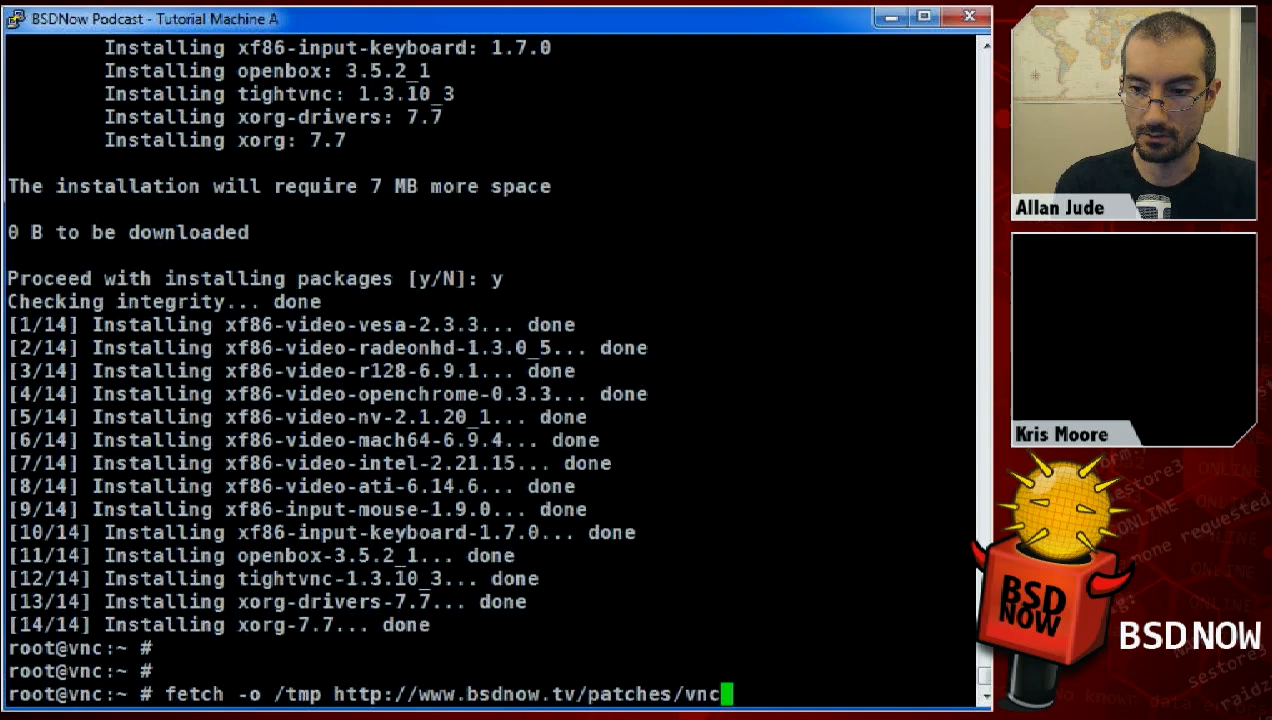 BSDNow Podcast - Tutorial Machine A
Installing xf86-input-keyboard: 1.7.0
Installing openbox: 3.5.2_1
Installing tightvnc: 1.3.10_3
Installing xorg-drivers: 7.7
Installing xorg: 7.7
The installation will require 7 MB more space
0 B to be downloaded
Proceed with installing packages [y/N]: y
Checking integrity... done
[1/14] Installing xf86-video-vesa-2.3.3... done
[2/14] Installing xf86-video-radeonhd-1.3.0_5... done
[3/14] Installing xf86-video-r128-6.9.1... done
[4/14] Installing xf86-video-openchrome-0.3.3... done
[5/14] Installing xf86-video-nv-2.1.20_1... done
[6/14] Installing xf86-video-mach64-6.9.4... done
[7/14] Installing xf86-video-intel-2.21.15... done
[8/14] Installing xf86-video-ati-6.14.6... done
[9/14] Installing xf86-input-mouse-1.9.0... done
[10/14] Installing xf86-input-keyboard-1.7.0... done
[11/14] Installing openbox-3.5.2_1... done
[12/14] Installing tightvnc-1.3.10_3... done
[13/14] Installing xorg-drivers-7.7... done
[14/14] Installing xorg-7.7... done
root@vnc:~ #
root@vnc:~ #
root@vnc:~ # fetch -o /tmp http://www.bsdnow.tv/patches/vnc
Allan Jude
Kris Moore
BSD
NOW
BSD NOW